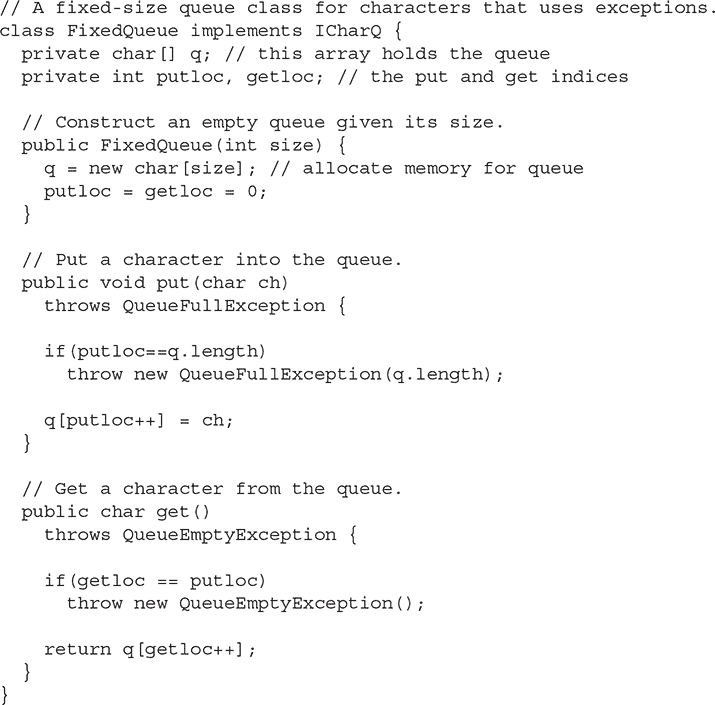 // A fixed-size queue class for characters that uses exceptions.
class FixedQueue implements ICharQ {
  private char[] q; // this array holds the queue
  private int putloc, getloc; // the put and get indices

  // Construct an empty queue given its size.
  public FixedQueue(int size) {
    q = new char[size]; // allocate memory for queue
    putloc = getloc = 0;
  }

  // Put a character into the queue.
  public void put(char ch)
    throws QueueFullException {

    if(putloc==q.length)
      throw new QueueFullException(q.length);

    q[putloc++] = ch;
  }

  // Get a character from the queue.
  public char get()
    throws QueueEmptyException {

    if(getloc == putloc)
      throw new QueueEmptyException();

    return q[getloc++];
  }
}